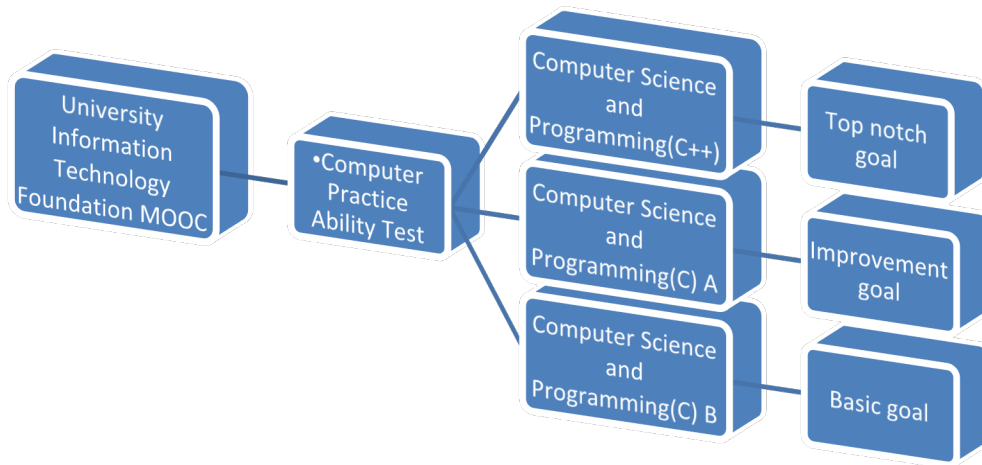 University
Information
Technology
Foundation MOOC
•Computer
Practice
Ability Test
Computer Science
and
Programming(C++)
Computer Science
and
Programming(C) A
Computer Science
and
Programming(C) B
Top notch
goal
Improvement
goal
Basic goal